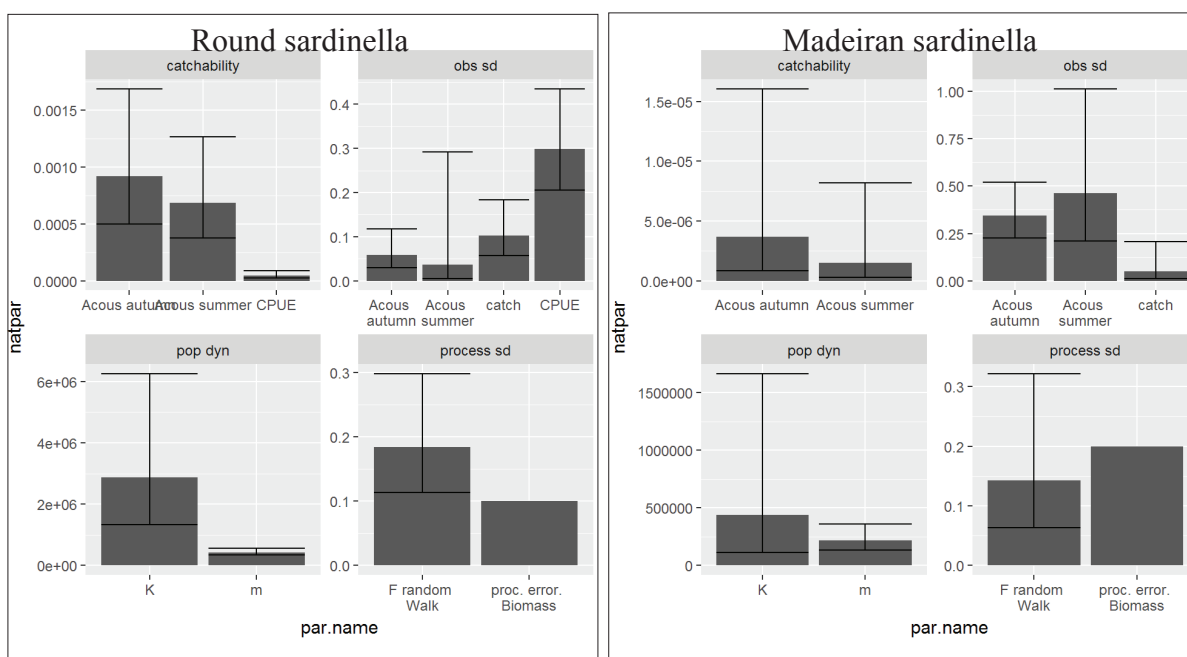 Round sardinella
catchability
obs sd
0.0015
0.0010
0.0005
0.0000
0.4
0.3
0.2
0.1
0.0
Acous autumn
Acous summer
CPUE
Acous
autumn
Acous
summer
catch
CPUE
natpar
pop dyn
process sd
6e+06
4e+06
2e+06
0e+00
0.3
0.2
0.1
0.0
K
m
F random
Walk
proc. error.
Biomass
par.name
Madeiran sardinella
catchability
obs sd
1.5e-05
1.0e-05
5.0e-06
0.0e+00
1.00
0.75
0.50
0.25
0.00
Acous autumn
Acous summer
Acous
autumn
Acous
summer
catch
natpar
pop dyn
process sd
1500000
1000000
500000
0
0.3
0.2
0.1
0.0
K
m
F random
Walk
proc. error.
Biomass
par.name